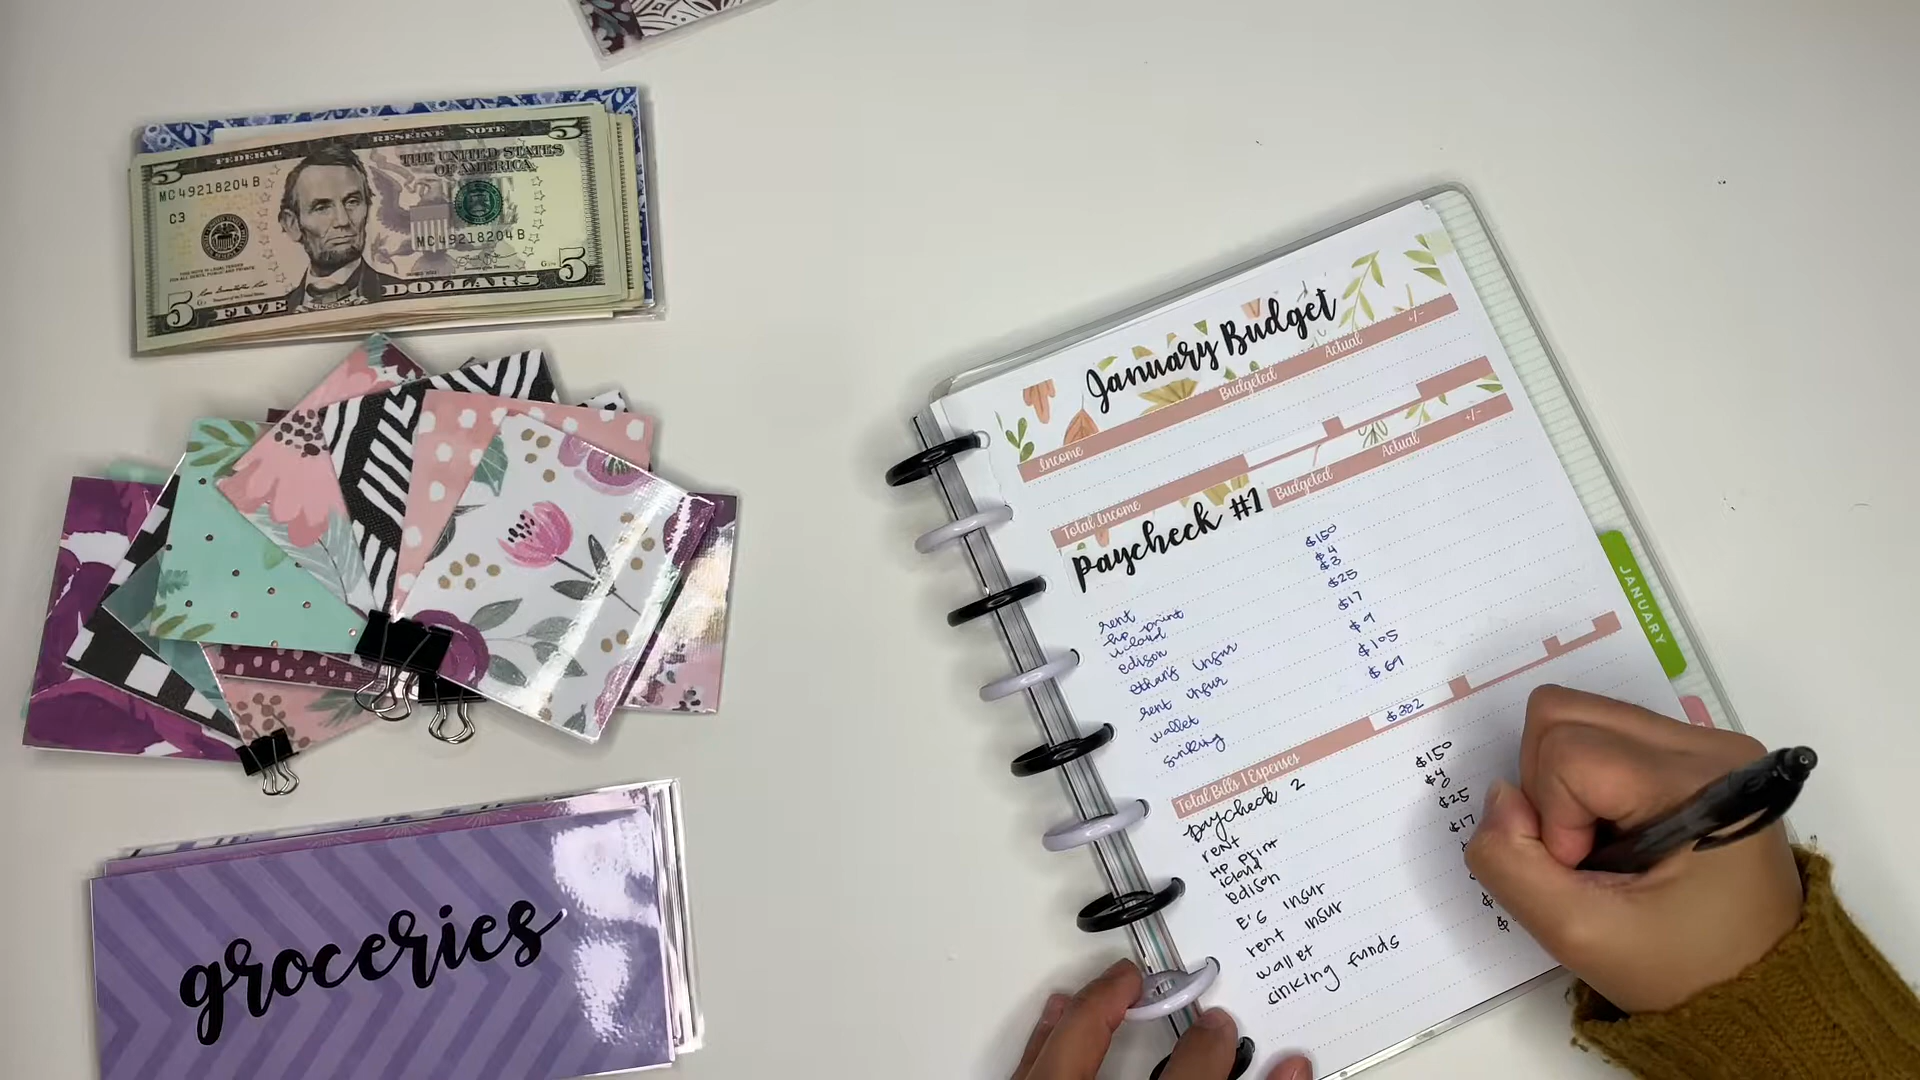 FEDERAL RESERVE NOTE
5
5
THE UNITED STATES
OF AMERICA
MC 49218204 B
C3
MC 49218204 B
5
5
FIVE DOLLARS
LINCOLN
groceries
January Budget
Income Budgeted Actual +/-
Total Income
Paycheck #1 Budgeted Actual +/-
rent $150
hp print $4
icloud $3
edison $25
ethan's insur $17
rent insur $9
wallet $105
sinking $69
Total Bills | Expenses $382
Paycheck 2
rent $150
HP print $4
icloud 0
edison $25
E's insur $17
rent insur
wallet $
sinking funds $
JANUARY